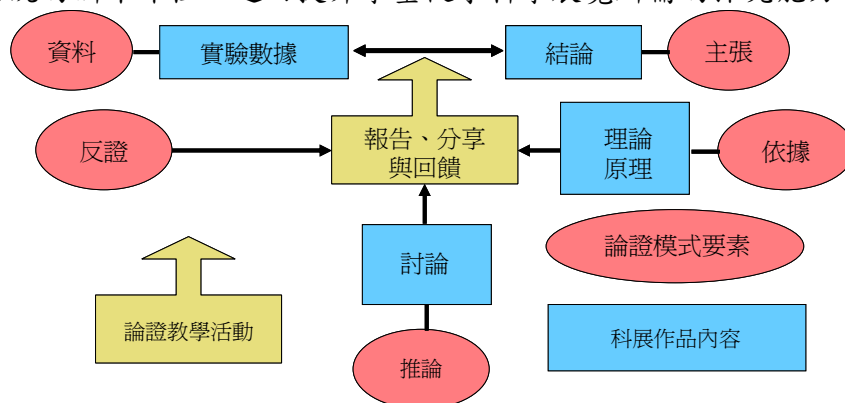 資料
實驗數據
結論
主張
反證
報告、分享
與回饋
理論
原理
依據
討論
論證模式要素
論證教學活動
科展作品內容
推論